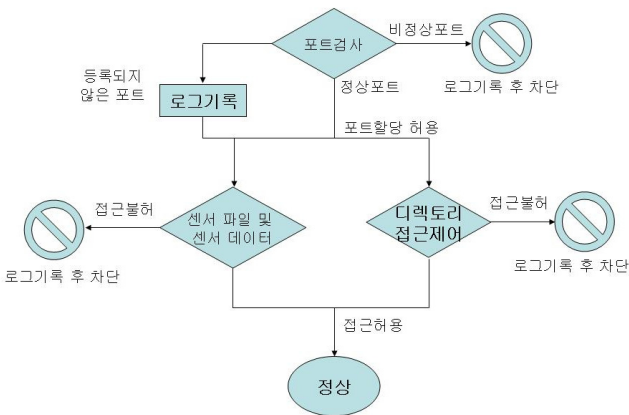 포트검사
비정상포트
로그기록 후 차단
등록되지
않은 포트
로그기록
정상포트
포트할당 허용
접근불허
센서 파일 및
센서 데이터
디렉토리
접근제어
접근불허
로그기록 후 차단
로그기록 후 차단
접근허용
정상